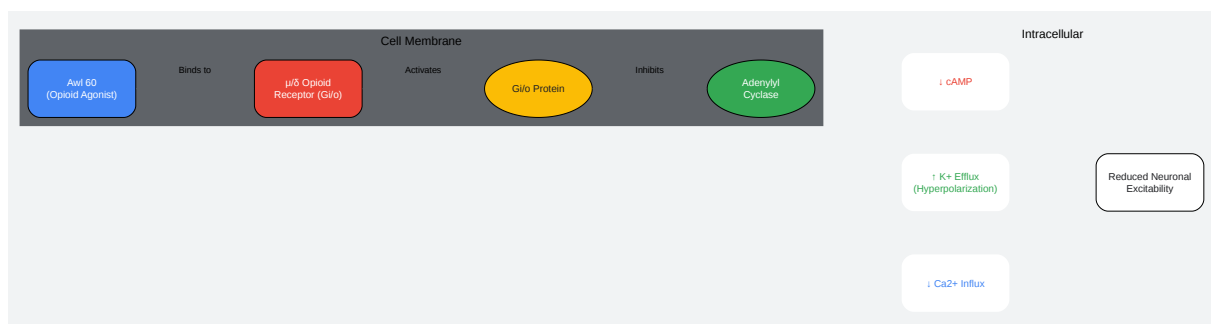 Cell Membrane
Intracellular
Awl 60
(Opioid Agonist)
Binds to
μ/δ Opioid
Receptor (Gi/o)
Activates
Gi/o Protein
Inhibits
Adenylyl
Cyclase
↓ cAMP
↑ K+ Efflux
(Hyperpolarization)
Reduced Neuronal
Excitability
↓ Ca2+ Influx